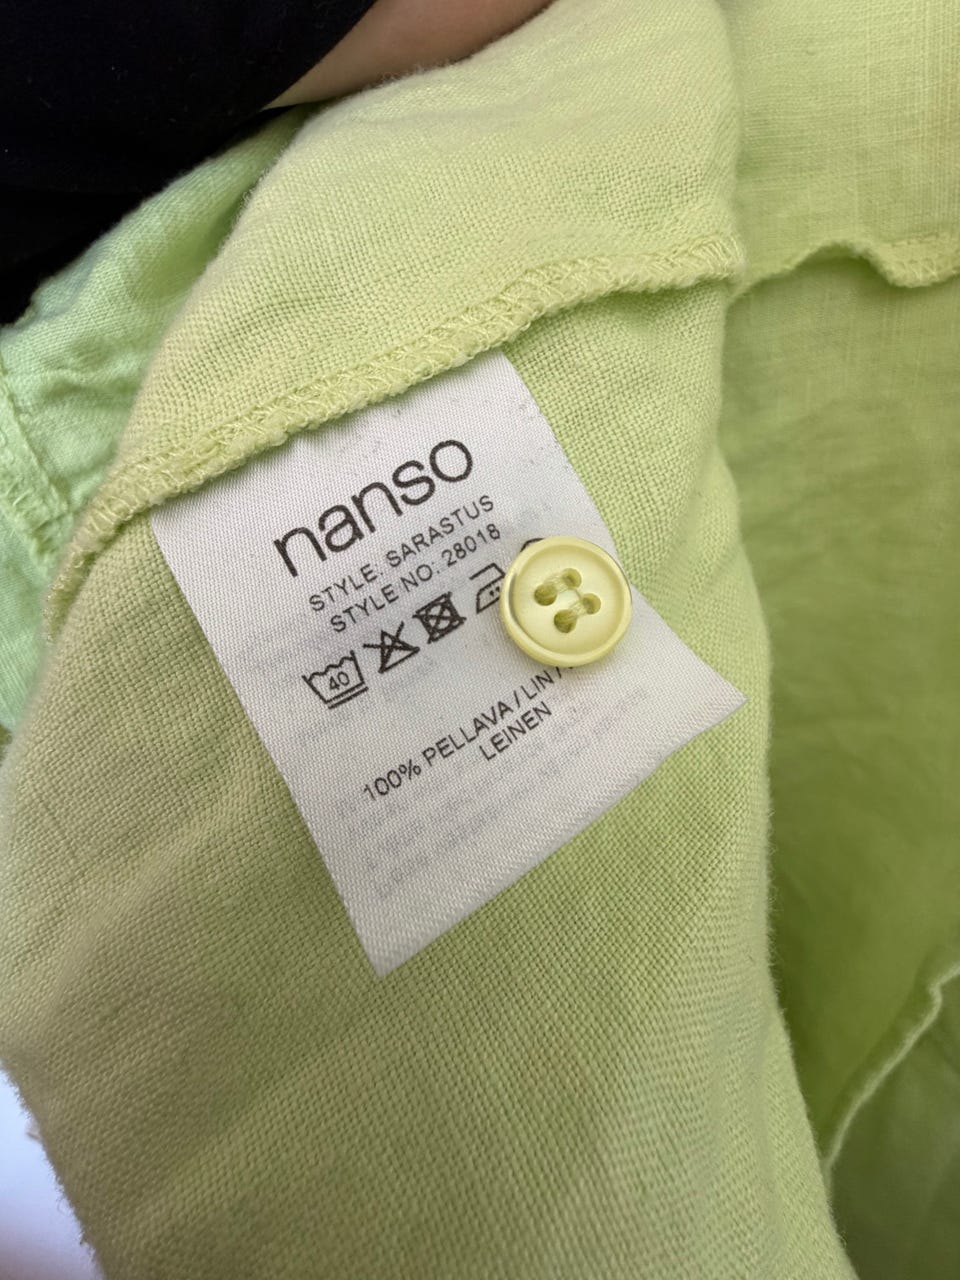 nanso
STYLE: SARASTUS
STYLE NO: 28018
40
100% PELLAVA / LIN /
LEINEN